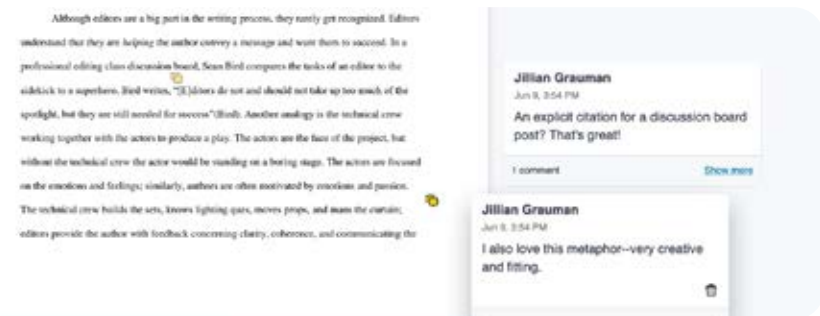 Although editors are a big part in the writing process, they rarely get recognized. Editors
understand that they are helping the author convey a message and want them to succeed. In a
professional editing class discussion board, Sean Bird compares the tasks of an editor to the
sidekick to a superhero. Bird writes, "[E]ditors do not and should not take up too much of the
spotlight, but they are still needed for success"(Bird). Another analogy is the technical crew
working together with the actors to produce a play. The actors are the face of the project, but
without the technical crew the actor would be standing on a boring stage. The actors are focused
on the emotions and feelings; similarly, authors are often motivated by emotions and passion.
The technical crew builds the sets, knows lighting ques, moves props, and mans the curtain;
editors provide the author with feedback concerning clarity, coherence, and communicating the
Jillian Grauman
Jun 9, 3:54 PM
An explicit citation for a discussion board
post? That's great!
1 comment
Show more
Jillian Grauman
Jun 9, 3:54 PM
I also love this metaphor--very creative
and fitting.